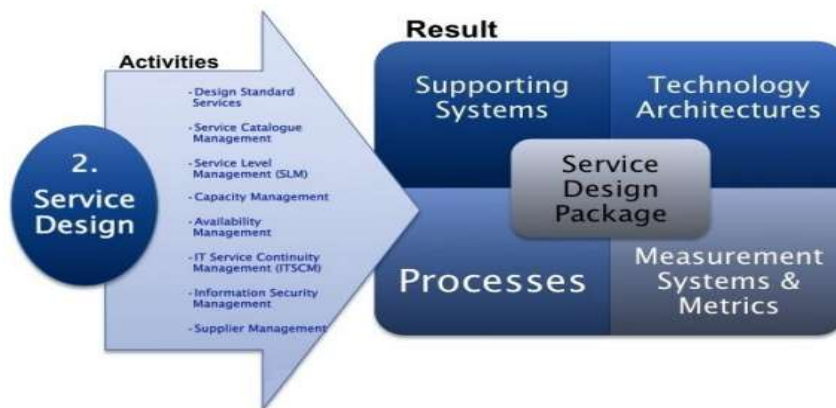 Activities
2.
Service
Design
- Design Standard
Services
- Service Catalogue
Management
- Service Level
Management (SLM)
- Capacity Management
- Availability
Management
- IT Service Continuity
Management (ITSCM)
- Information Security
Management
- Supplier Management
Result
Supporting
Systems
Technology
Architectures
Service
Design
Package
Processes
Measurement
Systems &
Metrics